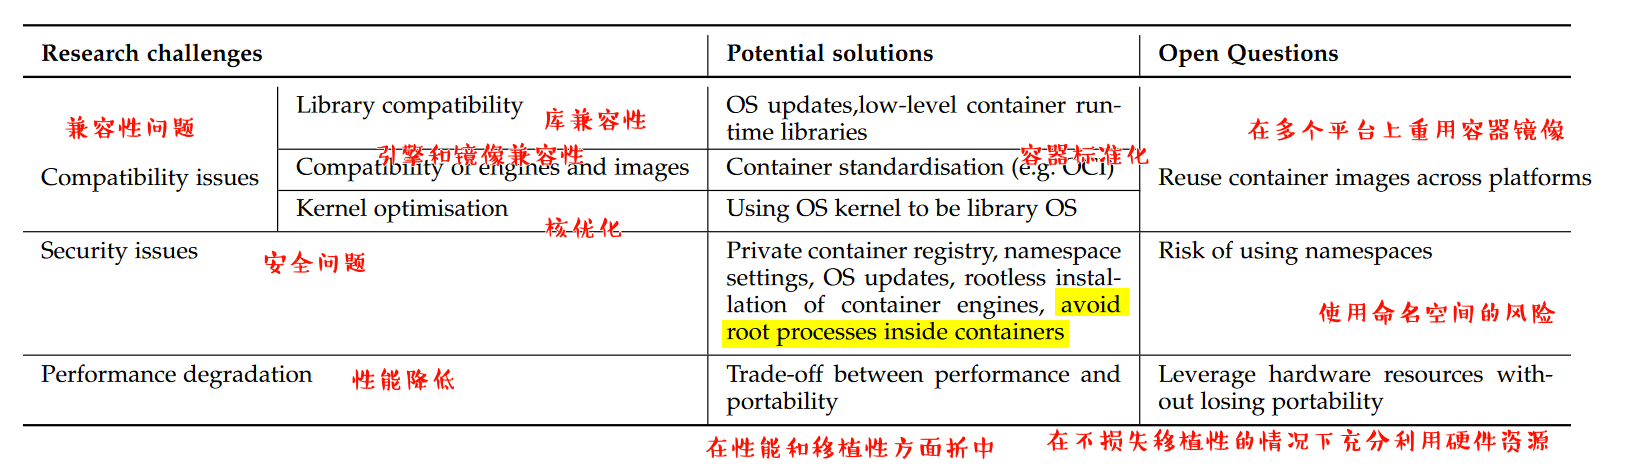 Research challenges
Potential solutions
Open Questions
兼容性问题
Compatibility issues
Library compatibility
库兼容性
OS updates,low-level container run-
time libraries
在多个平台上重用容器镜像
Reuse container images across platforms
引擎和镜像兼容性
Compatibility of engines and images
容器标准化
Container standardisation (e.g. OCI)
Kernel optimisation
核优化
Using OS kernel to be library OS
Security issues
安全问题
Private container registry, namespace
settings, OS updates, rootless instal-
lation of container engines, avoid
root processes inside containers
Risk of using namespaces
使用命名空间的风险
Performance degradation
性能降低
Trade-off between performance and
portability
Leverage hardware resources with-
out losing portability
在性能和移植性方面折中
在不损失移植性的情况下充分利用硬件资源